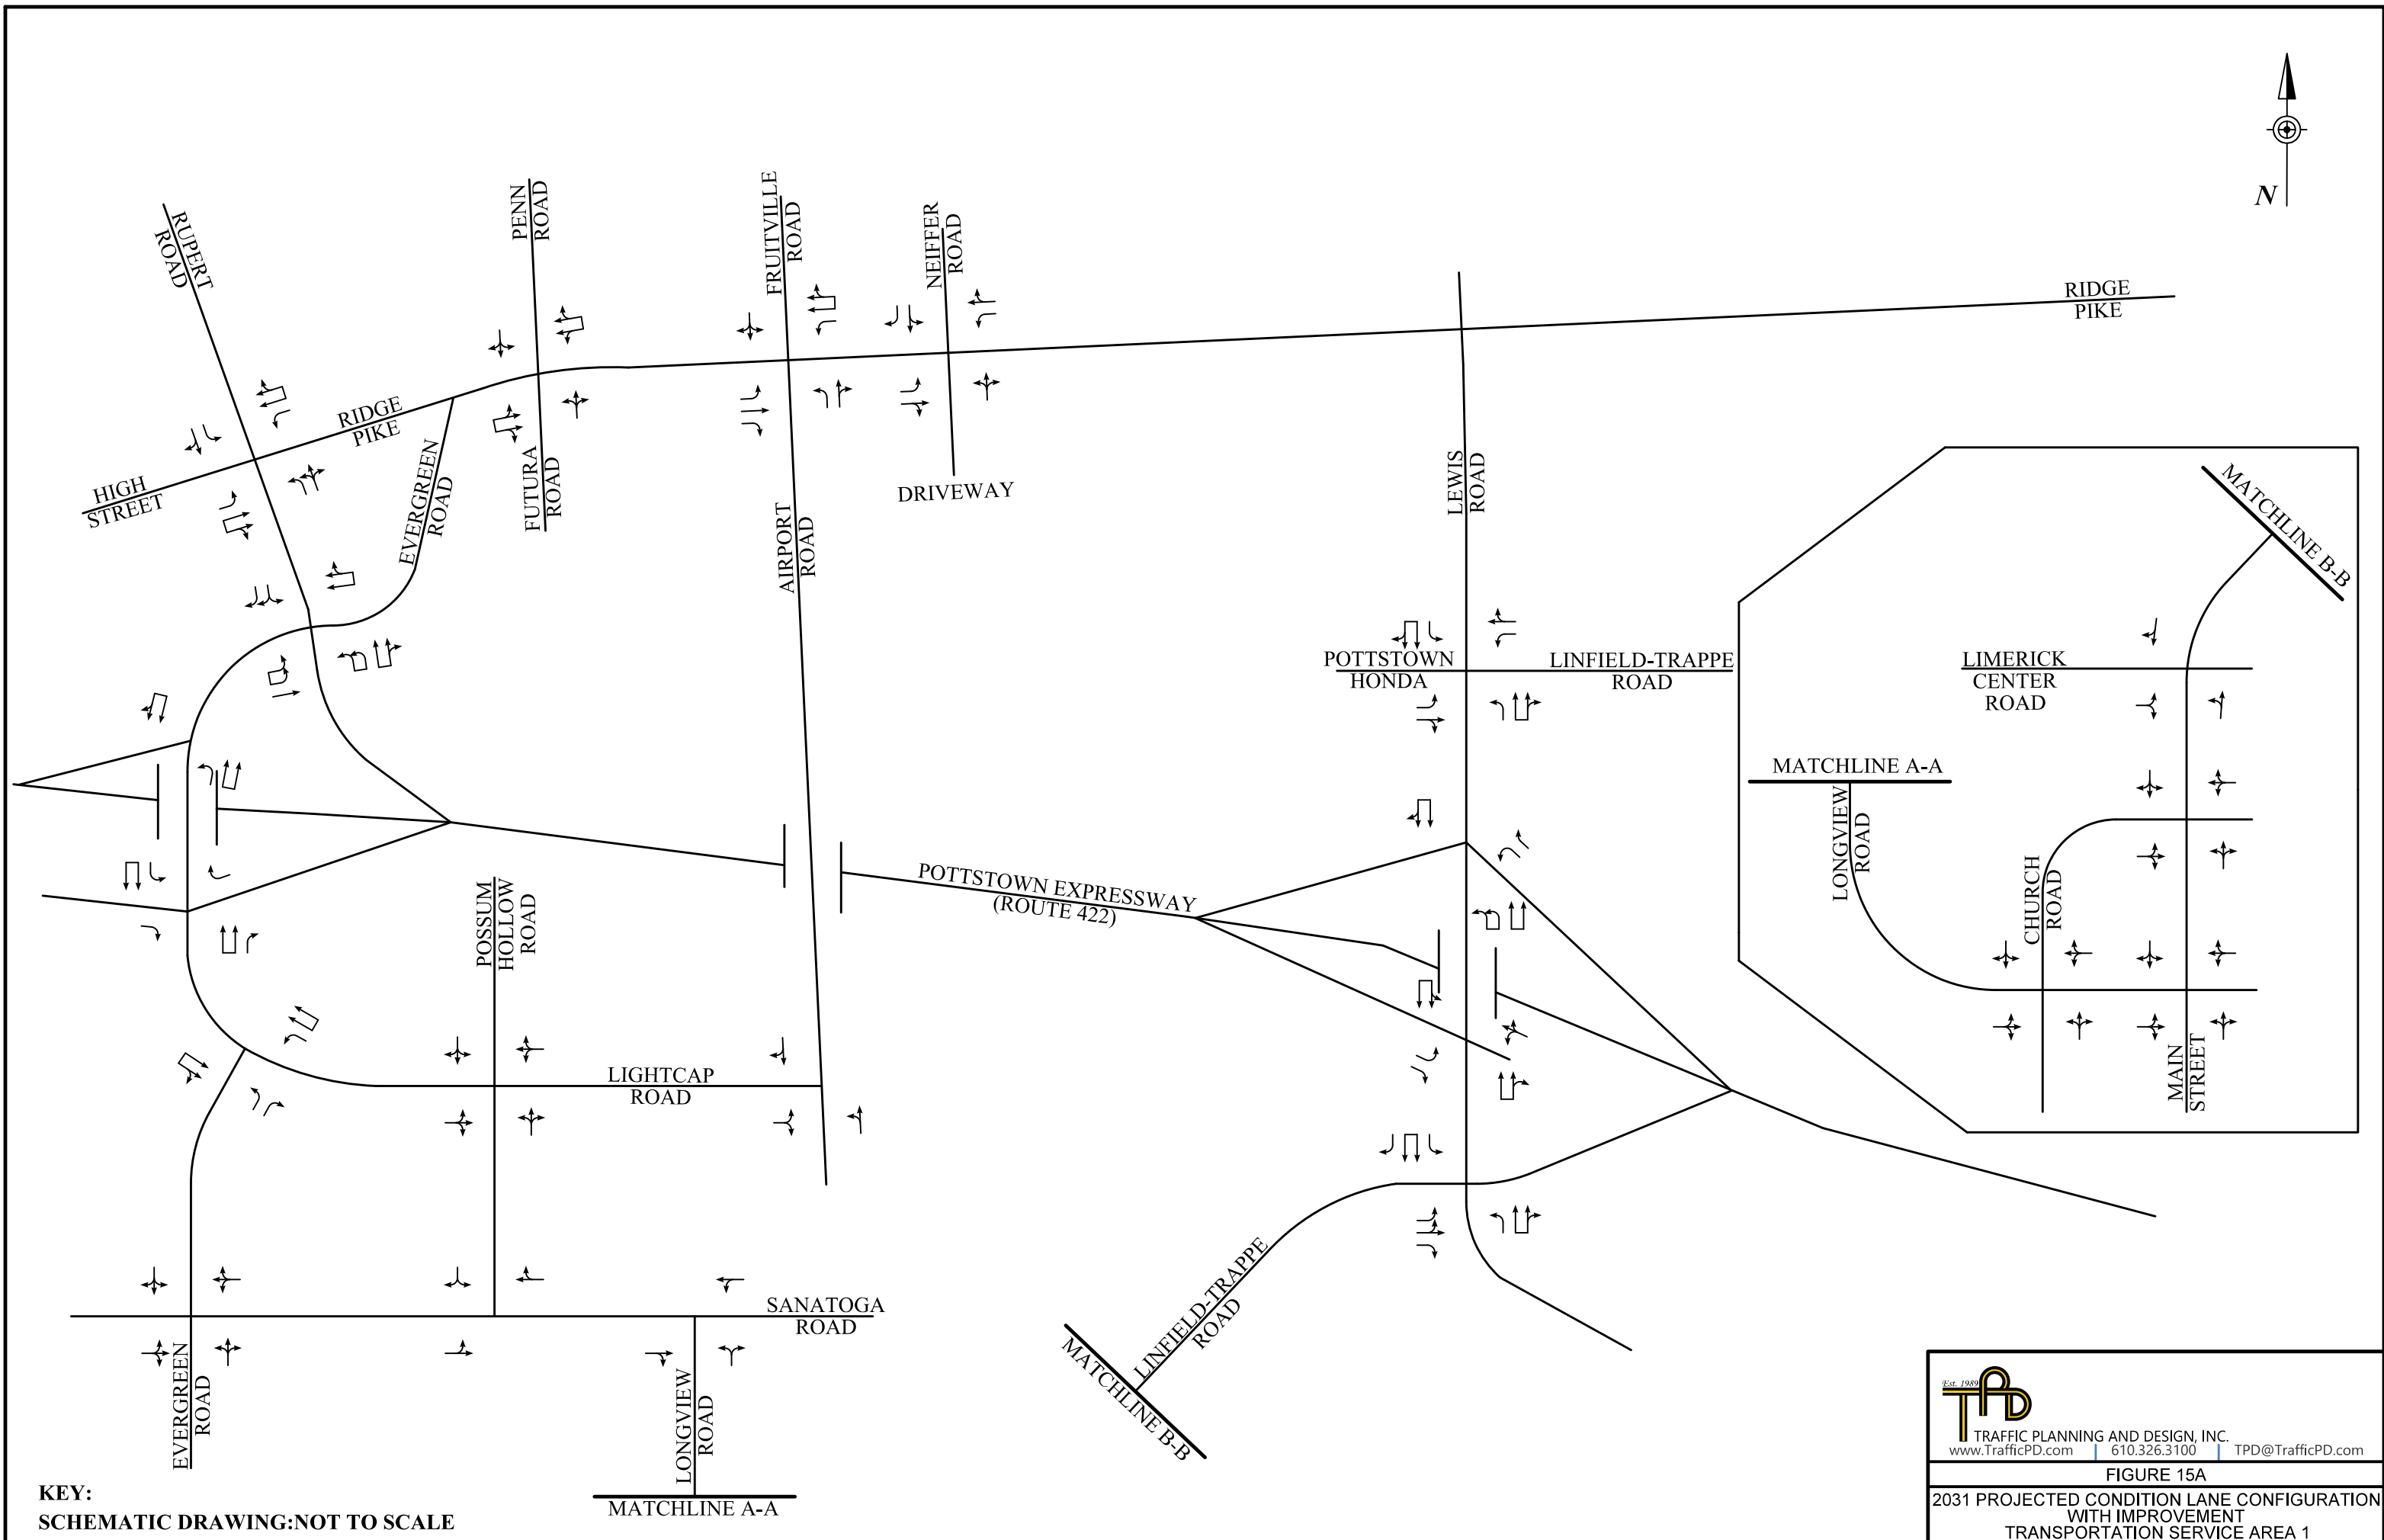 N
RUPERT
ROAD
PENN
ROAD
FRUITVILLE
ROAD
NEIFFER
ROAD
RIDGE
PIKE
RIDGE
PIKE
HIGH
STREET
EVERGREEN
ROAD
FUTURA
ROAD
AIRPORT
ROAD
DRIVEWAY
LEWIS
ROAD
MATCHLINE B-B
POTTSTOWN
HONDA
LINFIELD-TRAPPE
ROAD
LIMERICK
CENTER
ROAD
MATCHLINE A-A
LONGVIEW
ROAD
CHURCH
ROAD
MAIN
STREET
POTTSTOWN EXPRESSWAY
(ROUTE 422)
POSSUM
HOLLOW
ROAD
LIGHTCAP
ROAD
SANATOGA
ROAD
EVERGREEN
ROAD
LONGVIEW
ROAD
MATCHLINE A-A
LINFIELD-TRAPPE
ROAD
MATCHLINE B-B
KEY:
SCHEMATIC DRAWING:NOT TO SCALE
Est. 1989
TPD
TRAFFIC PLANNING AND DESIGN, INC.
www.TrafficPD.com | 610.326.3100 | TPD@TrafficPD.com
FIGURE 15A
2031 PROJECTED CONDITION LANE CONFIGURATION
WITH IMPROVEMENT
TRANSPORTATION SERVICE AREA 1